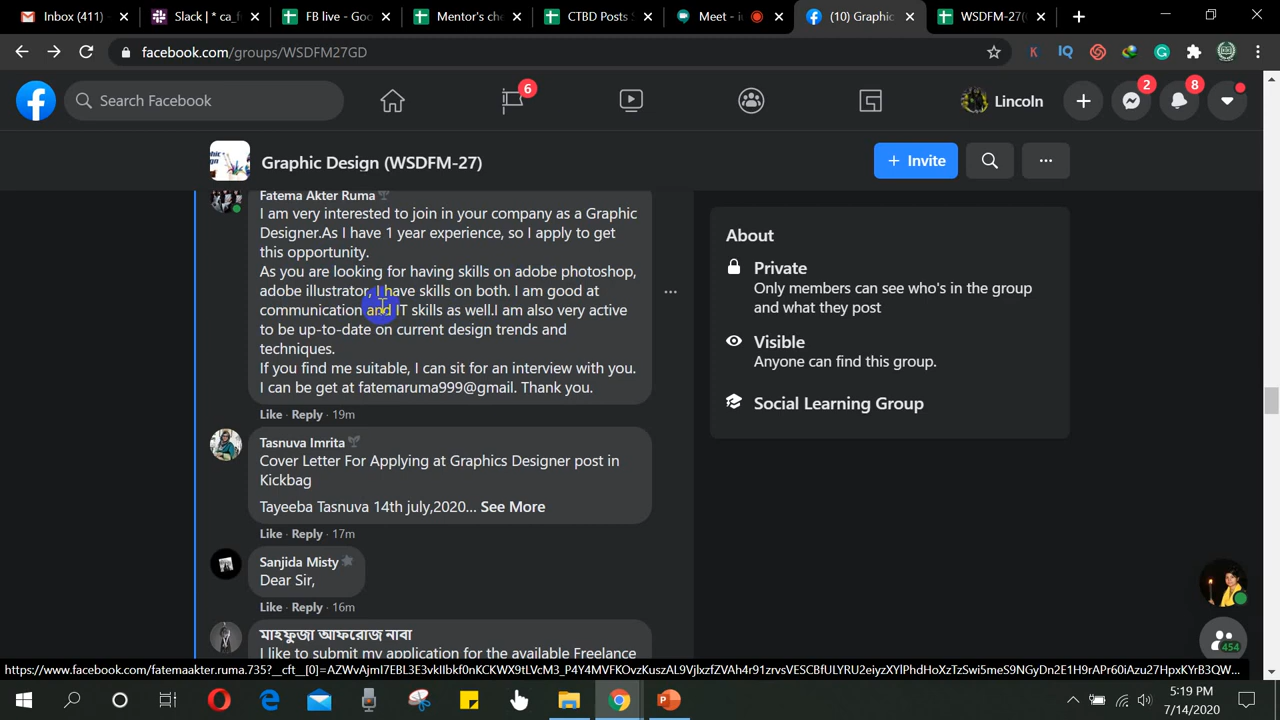 Inbox (411) -
Slack | * ca_f
FB live - Goo
Mentor's che
CTBD Posts S
Meet - iu
(10) Graphic
WSDFM-27(
facebook.com/groups/WSDFM27GD
Search Facebook
6
Lincoln
2
8
Graphic Design (WSDFM-27)
+ Invite
Fatema Akter Ruma
I am very interested to join in your company as a Graphic
Designer.As I have 1 year experience, so I apply to get
this opportunity.
As you are looking for having skills on adobe photoshop,
adobe illustrator, I have skills on both. I am good at
communication and IT skills as well.I am also very active
to be up-to-date on current design trends and
techniques.
If you find me suitable, I can sit for an interview with you.
I can be get at fatemaruma999@gmail. Thank you.
Like · Reply · 19m
Tasnuva Imrita
Cover Letter For Applying at Graphics Designer post in
Kickbag
Tayeeba Tasnuva 14th july,2020... See More
Like · Reply · 17m
Sanjida Misty
Dear Sir,
Like · Reply · 16m
মাহফুজা আফরোজ নাবা
I like to submit my application for the available Freelance
About
Private
Only members can see who's in the group
and what they post
Visible
Anyone can find this group.
Social Learning Group
454
5:19 PM
7/14/2020